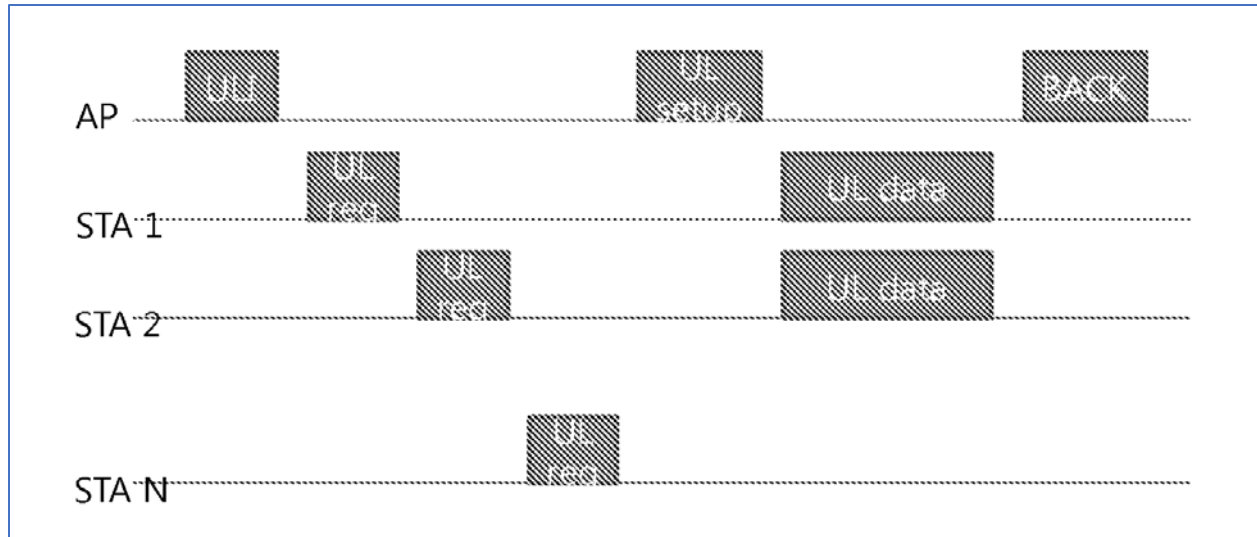 ULI
UL
setup
BACK
AP
UL
req
UL data
STA 1
UL
req
UL data
STA 2
UL
req
STA N